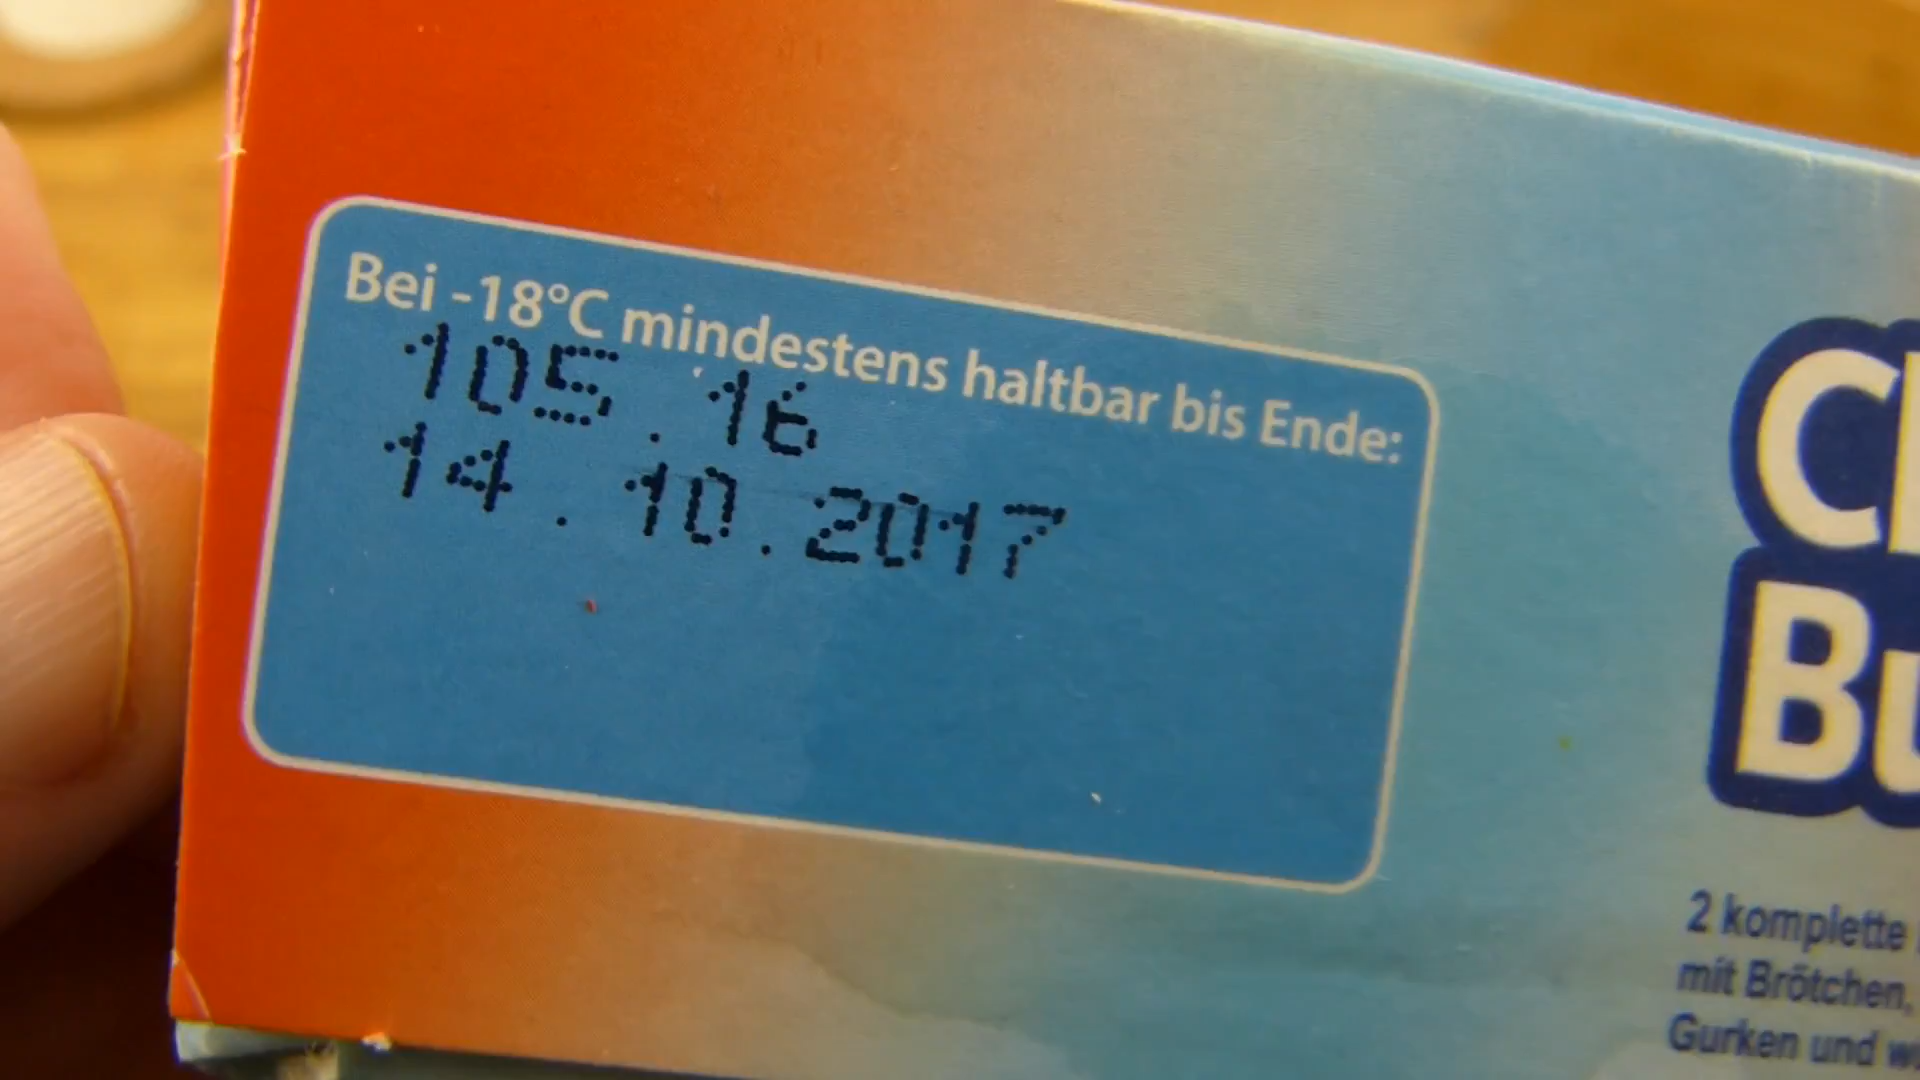 Bei -18°C mindestens haltbar bis Ende:
105.16
14.10.2017
2 komplette
mit Brötchen,
Gurken und